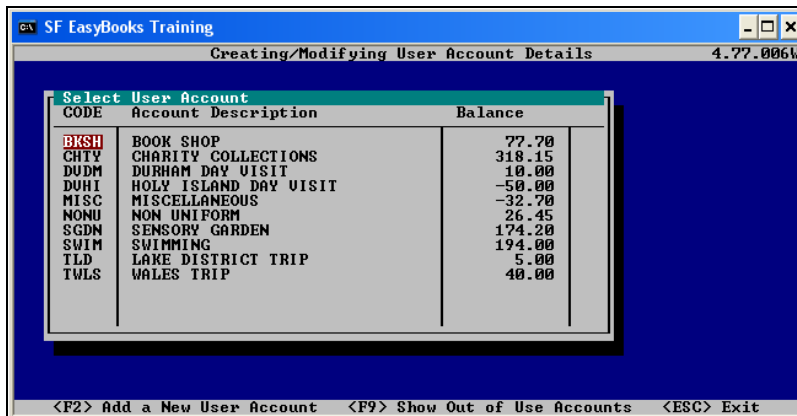 SF EasyBooks Training
Creating/Modifying User Account Details 4.77.006W
Select User Account
CODE Account Description Balance
BKSH BOOK SHOP 77.70
CHTY CHARITY COLLECTIONS 318.15
DVDM DURHAM DAY VISIT 10.00
DVHI HOLY ISLAND DAY VISIT -50.00
MISC MISCELLANEOUS -32.70
NONU NON UNIFORM 26.45
SGDN SENSORY GARDEN 174.20
SWIM SWIMMING 194.00
TLD LAKE DISTRICT TRIP 5.00
TWLS WALES TRIP 40.00
<F2> Add a New User Account <F9> Show Out of Use Accounts <ESC> Exit